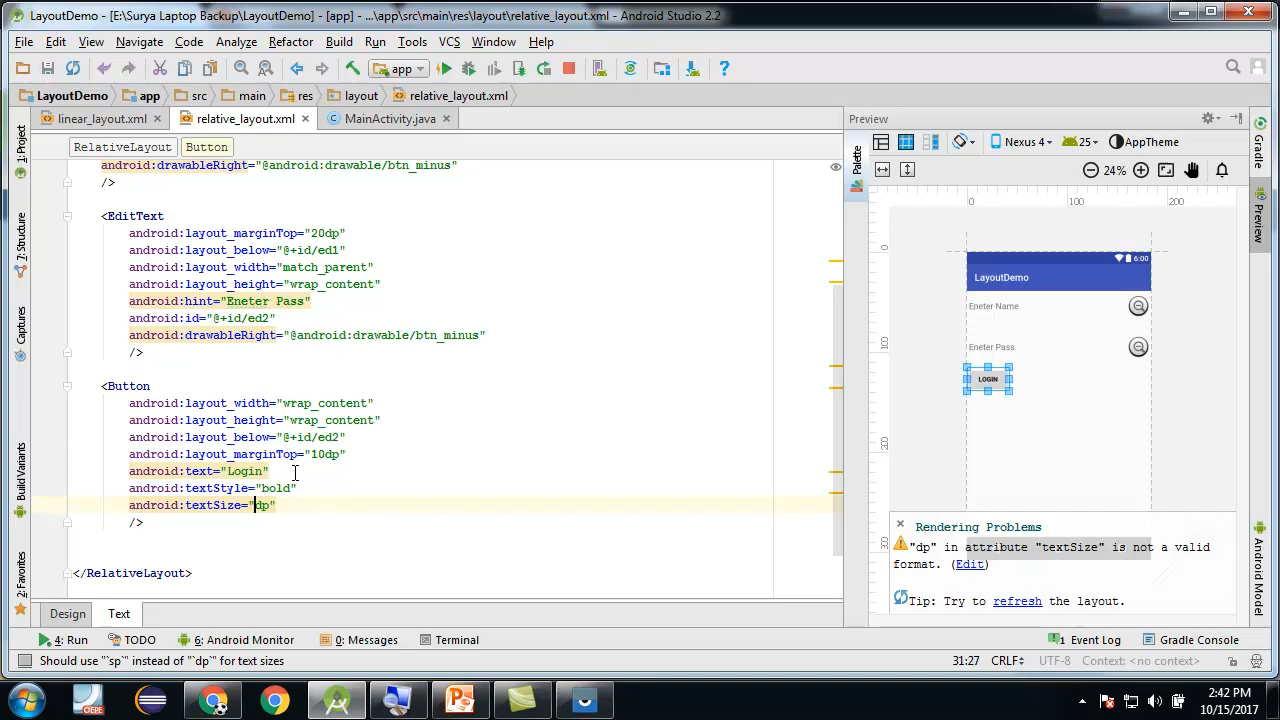 LayoutDemo - [E:\Surya Laptop Backup\LayoutDemo] - [app] - ...\app\src\main\res\layout\relative_layout.xml - Android Studio 2.2
File Edit View Navigate Code Analyze Refactor Build Run Tools VCS Window Help
app
LayoutDemo app src main res layout relative_layout.xml
linear_layout.xml relative_layout.xml MainActivity.java
Preview
RelativeLayout Button
Nexus 4 25 AppTheme
24%
android:drawableRight="@android:drawable/btn_minus"
/>
<EditText
android:layout_marginTop="20dp"
android:layout_below="@+id/ed1"
android:layout_width="match_parent"
android:layout_height="wrap_content"
android:hint="Eneter Pass"
android:id="@+id/ed2"
android:drawableRight="@android:drawable/btn_minus"
/>
<Button
android:layout_width="wrap_content"
android:layout_height="wrap_content"
android:layout_below="@+id/ed2"
android:layout_marginTop="10dp"
android:text="Login"
android:textStyle="bold"
android:textSize="dp"
/>
</RelativeLayout>
1: Project
7: Structure
Captures
Build Variants
2: Favorites
Palette
0 100 200
0
100
200
300
6:00
LayoutDemo
Eneter Name
Eneter Pass
LOGIN
Rendering Problems
"dp" in attribute "textSize" is not a valid
format. (Edit)
Tip: Try to refresh the layout.
Gradle
Preview
Android Model
Design Text
4: Run TODO 6: Android Monitor 0: Messages Terminal 1 Event Log Gradle Console
Should use "`sp`" instead of "`dp`" for text sizes 31:27 CRLF UTF-8 Context: <no context>
OEPE
2:42 PM
10/15/2017